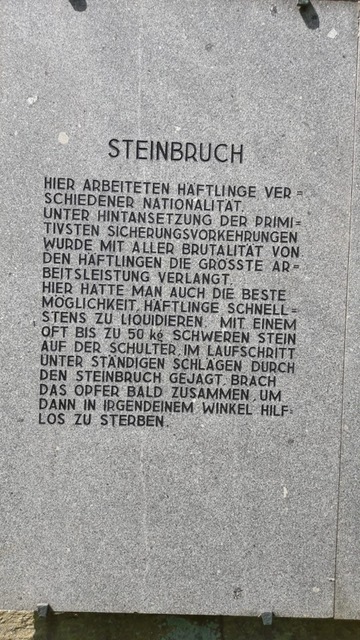 STEINBRUCH
HIER ARBEITETEN HÄFTLINGE VER=
SCHIEDENER NATIONALITÄT.
UNTER HINTANSETZUNG DER PRIMI=
TIVSTEN SICHERUNGSVORKEHRUNGEN
WURDE MIT ALLER BRUTALITÄT VON
DEN HÄFTLINGEN DIE GRÖSSTE AR=
BEITSLEISTUNG VERLANGT.
HIER HATTE MAN AUCH DIE BESTE
MÖGLICHKEIT, HÄFTLINGE SCHNELL=
STENS ZU LIQUIDIEREN. MIT EINEM
OFT BIS ZU 50 kg SCHWEREN STEIN
AUF DER SCHULTER, IM LAUFSCHRITT
UNTER STÄNDIGEN SCHLÄGEN DURCH
DEN STEINBRUCH GEJAGT, BRACH
DAS OPFER BALD ZUSAMMEN, UM
DANN IN IRGENDEINEM WINKEL HILF=
LOS ZU STERBEN.